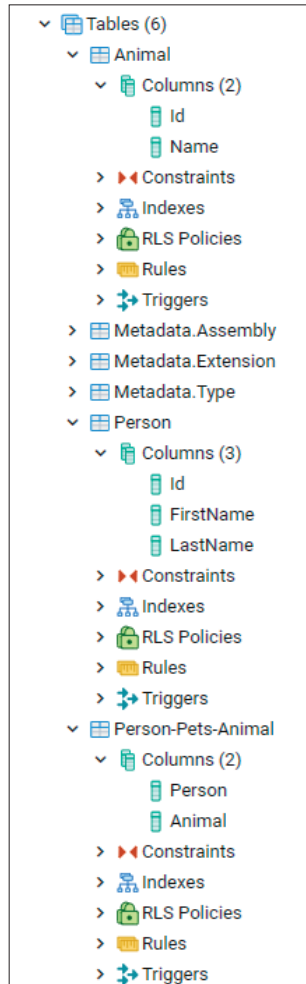 Tables (6)
Animal
Columns (2)
Id
Name
Constraints
Indexes
RLS Policies
Rules
Triggers
Metadata.Assembly
Metadata.Extension
Metadata.Type
Person
Columns (3)
Id
FirstName
LastName
Constraints
Indexes
RLS Policies
Rules
Triggers
Person-Pets-Animal
Columns (2)
Person
Animal
Constraints
Indexes
RLS Policies
Rules
Triggers